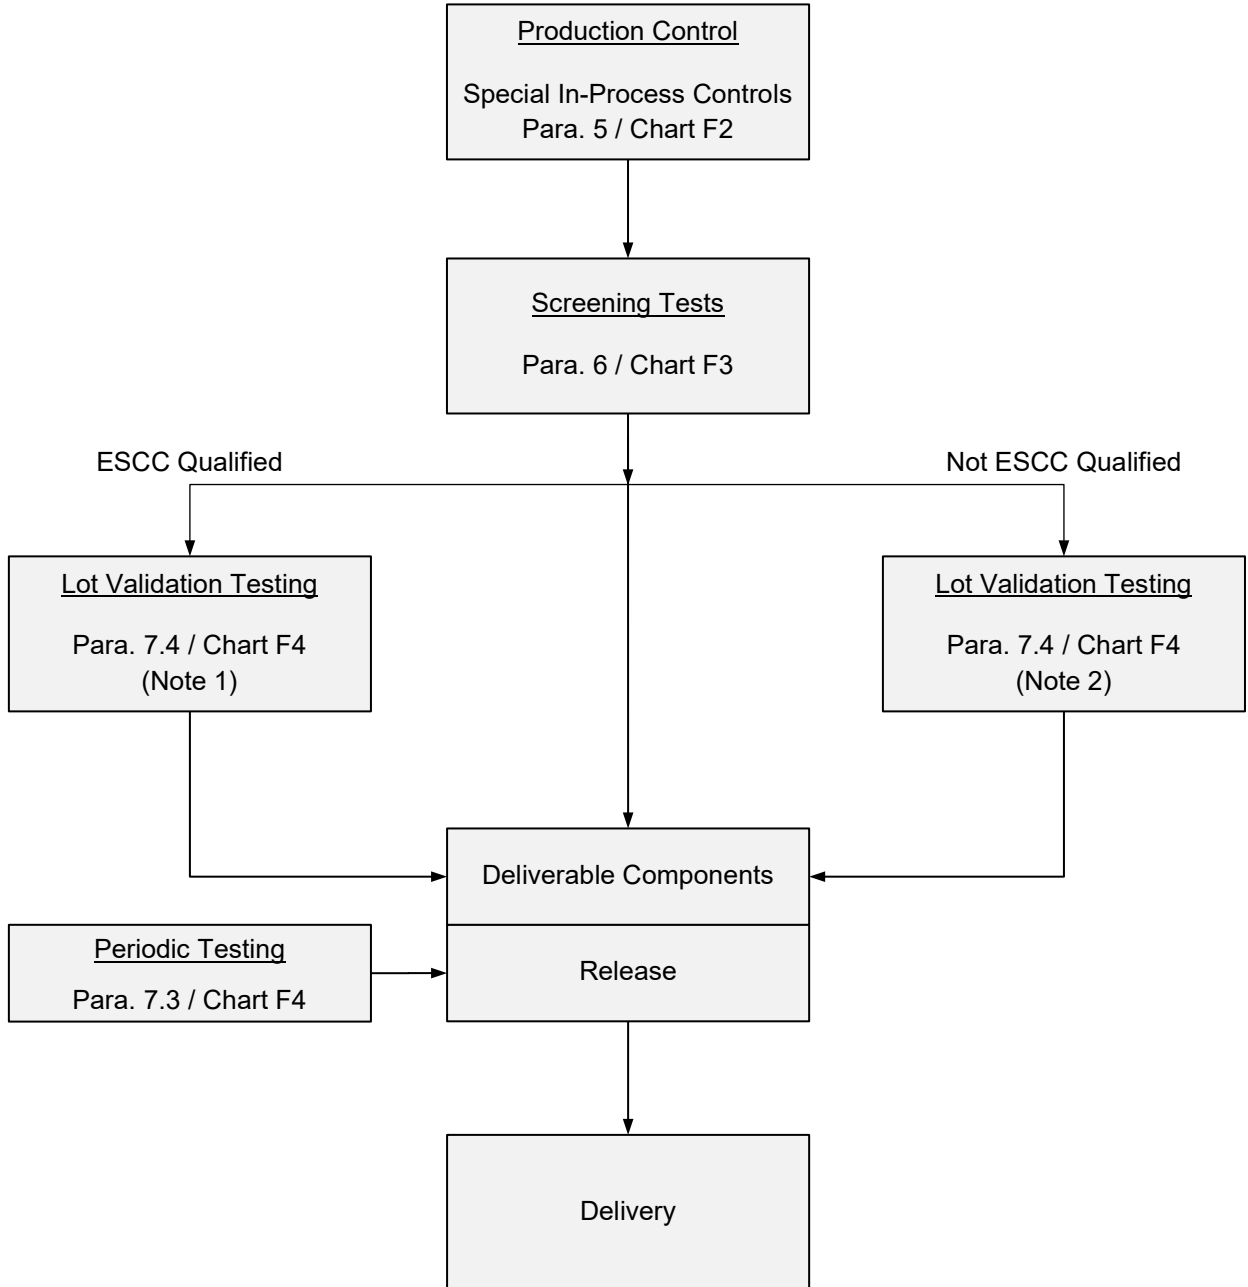 Production Control
Special In-Process Controls
Para. 5 / Chart F2
Screening Tests
Para. 6 / Chart F3
ESCC Qualified
Not ESCC Qualified
Lot Validation Testing
Para. 7.4 / Chart F4
(Note 1)
Lot Validation Testing
Para. 7.4 / Chart F4
(Note 2)
Deliverable Components
Periodic Testing
Para. 7.3 / Chart F4
Release
Delivery